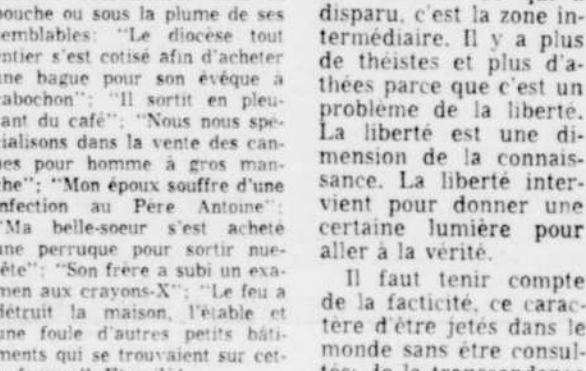 bouche ou sous la plume de ses
semblables: "Le diocèse tout
entier s'est cotisé afin d'acheter
une bague pour son évêque à
cabochon"; "Il sortit en pleu-
rant du café"; "Nous nous spé-
cialisons dans la vente des can-
nes pour homme à gros man-
che"; "Mon époux souffre d'une
infection au Père Antoine";
"Ma belle-soeur s'est acheté
une perruque pour sortir nue-
tête"; "Son frère a subi un exa-
men aux crayons-X"; "Le feu a
détruit la maison, l'étable et
une foule d'autres petits bâti-
ments qui se trouvaient sur cet-
disparu, c'est la zone in-
termédiaire. Il y a plus
de théistes et plus d'a-
thées parce que c'est un
problème de la liberté.
La liberté est une di-
mension de la connais-
sance. La liberté inter-
vient pour donner une
certaine lumière pour
aller à la vérité.
Il faut tenir compte
de la facticité, ce carac-
tère d'être jetés dans le
monde sans être consul-
tés; de la transcendance